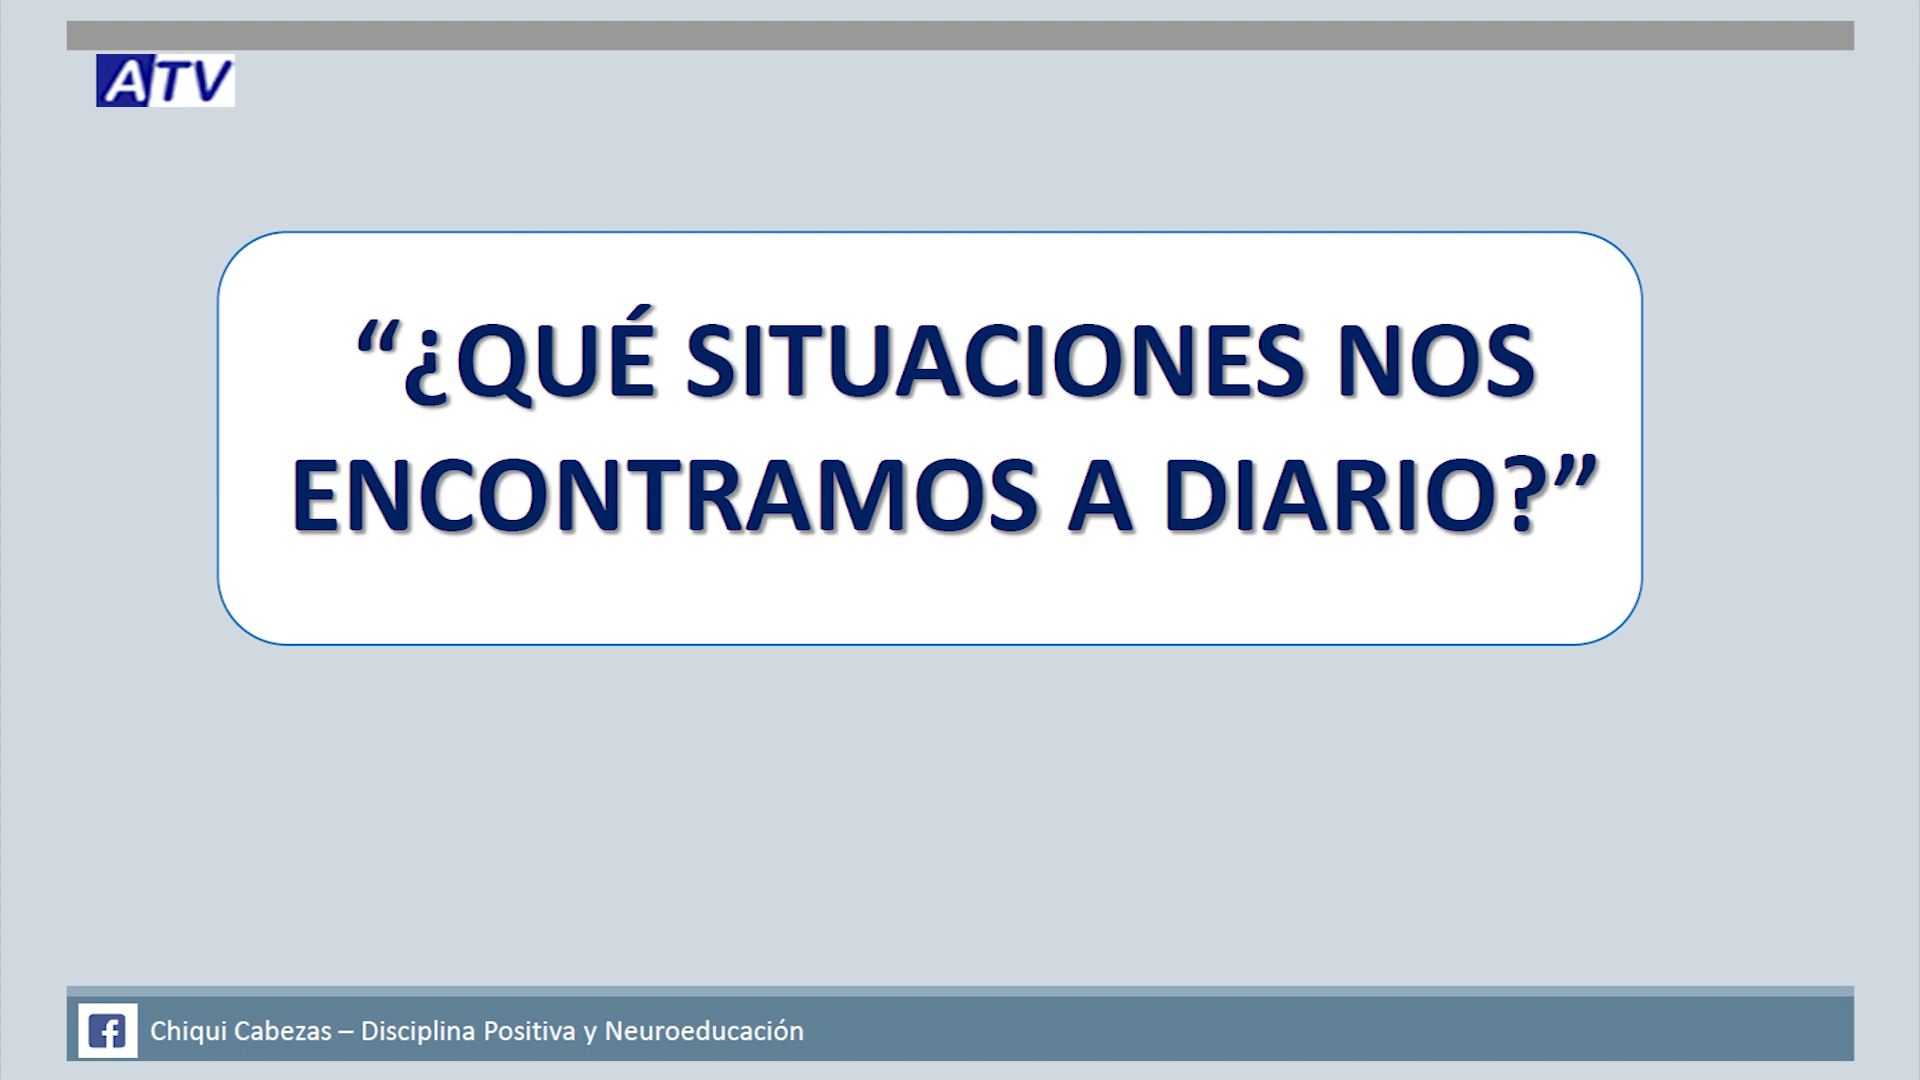 ATV
“¿QUÉ SITUACIONES NOS
ENCONTRAMOS A DIARIO?”
Chiqui Cabezas – Disciplina Positiva y Neuroeducación